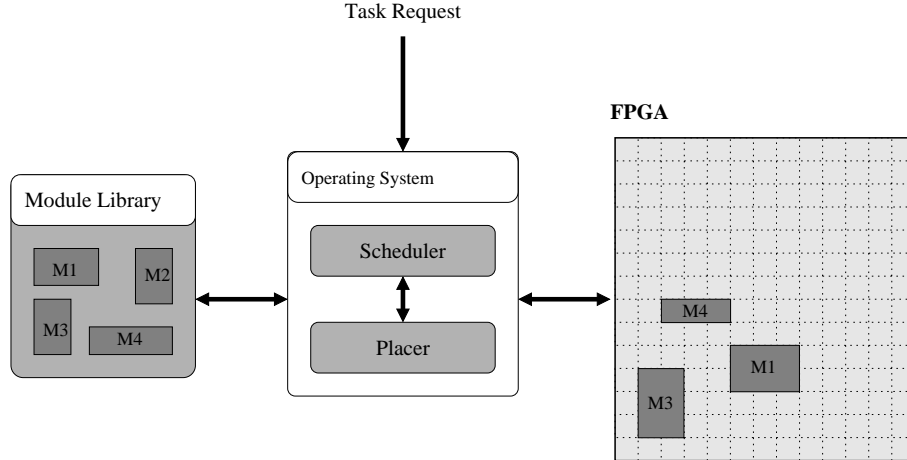 Task Request
FPGA
Module Library
Operating System
M1
M2
M3
M4
Scheduler
Placer
M4
M1
M3